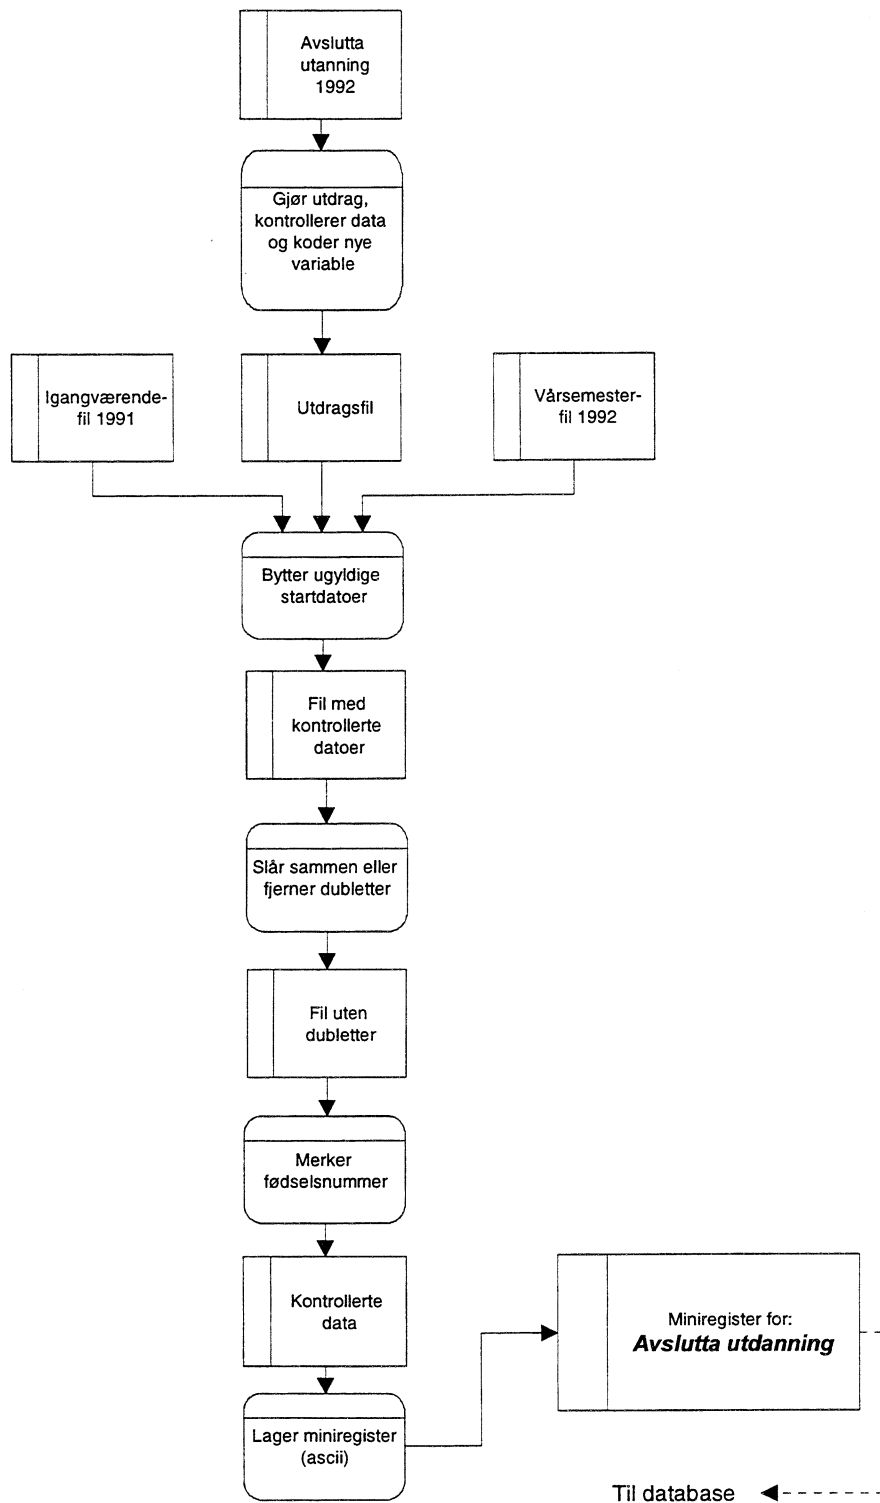 Avslutta
utanning
1992
Gjør utdrag,
kontrollerer data
og koder nye
variable
Igangværende-
fil 1991
Utdragsfil
Vårsemester-
fil 1992
Bytter ugyldige
startdatoer
Fil med
kontrollerte
datoer
Slår sammen eller
fjerner dubletter
Fil uten
dubletter
Merker
fødselsnummer
Kontrollerte
data
Miniregister for:
Avslutta utdanning
Lager miniregister
(ascii)
Til database